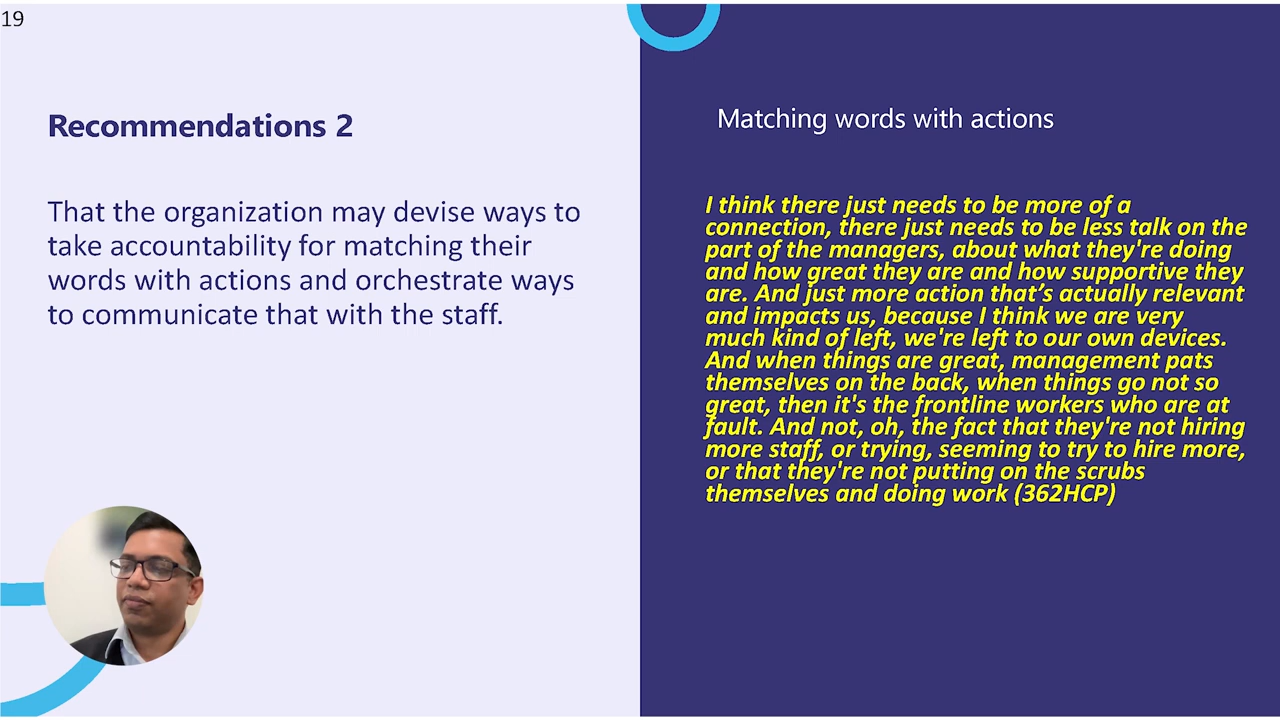 19
Recommendations 2
That the organization may devise ways to
take accountability for matching their
words with actions and orchestrate ways
to communicate that with the staff.
Matching words with actions
I think there just needs to be more of a
connection, there just needs to be less talk on the
part of the managers, about what they're doing
and how great they are and how supportive they
are. And just more action that’s actually relevant
and impacts us, because I think we are very
much kind of left, we're left to our own devices.
And when things are great, management pats
themselves on the back, when things go not so
great, then it's the frontline workers who are at
fault. And not, oh, the fact that they're not hiring
more staff, or trying, seeming to try to hire more,
or that they're not putting on the scrubs
themselves and doing work (362HCP)